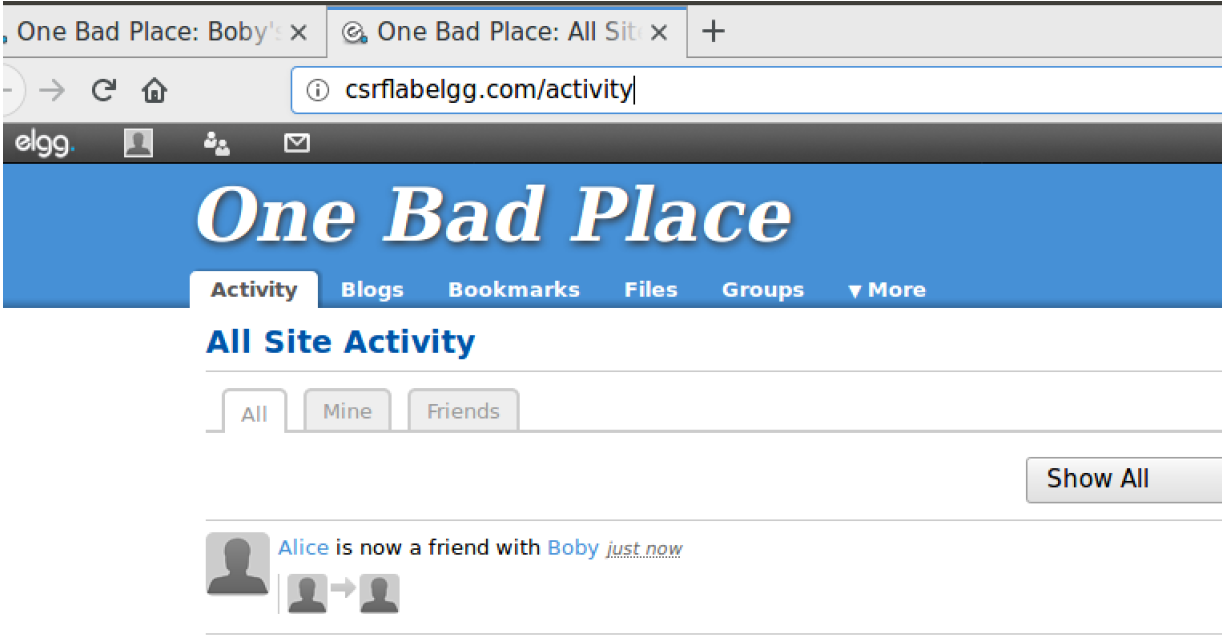 One Bad Place: Boby's
One Bad Place: All Sit
csrflabelgg.com/activity
elgg.
One Bad Place
Activity Blogs Bookmarks Files Groups ▼ More
All Site Activity
All Mine Friends
Show All
Alice is now a friend with Boby just now